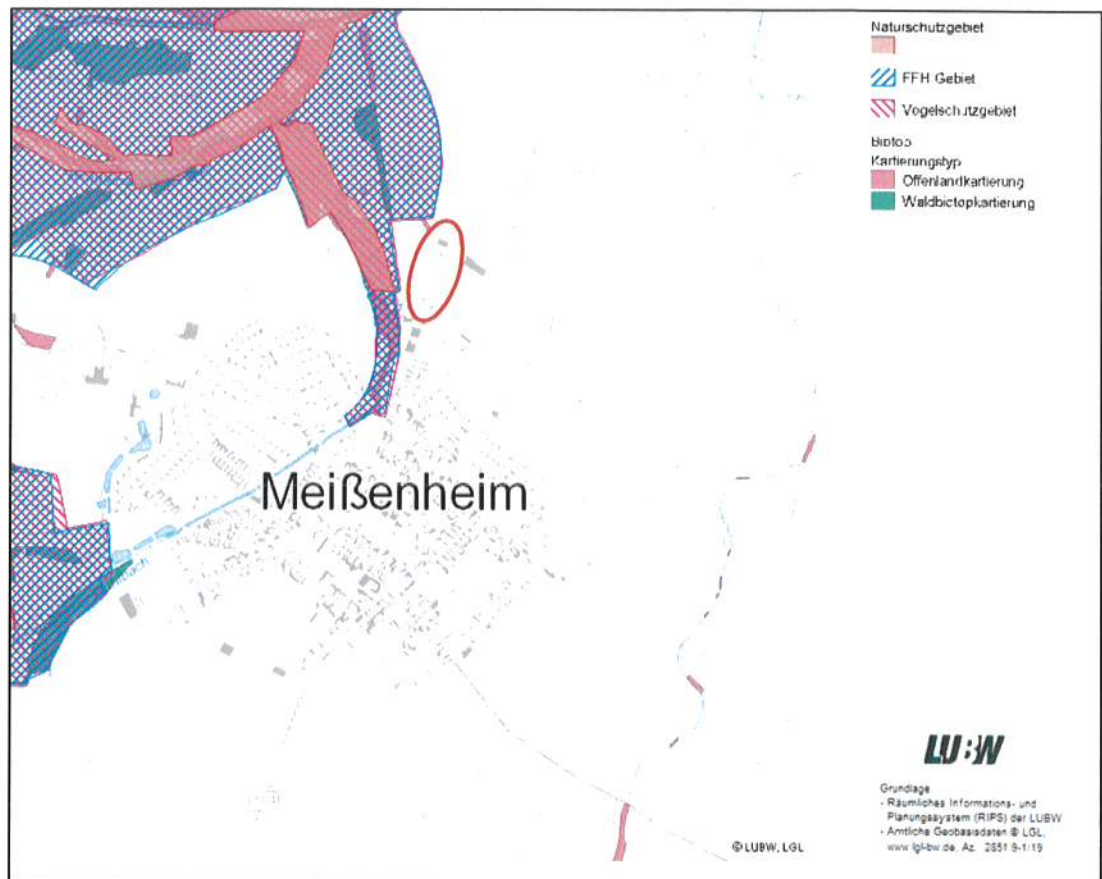 Naturschutzgebiet
FFH Gebiet
Vogelschutzgebiet
Biotop
Kartierungstyp
Offenlandkartierung
Waldbiotopkartierung
Meißenheim
LUBW
Grundlage
- Räumliches Informations- und
Planungssystem (RIPS) der LUBW
- Amtliche Geobasisdaten © LGL,
www.lgl-bw.de, Az.: 2851.9-1/19
© LUBW, LGL